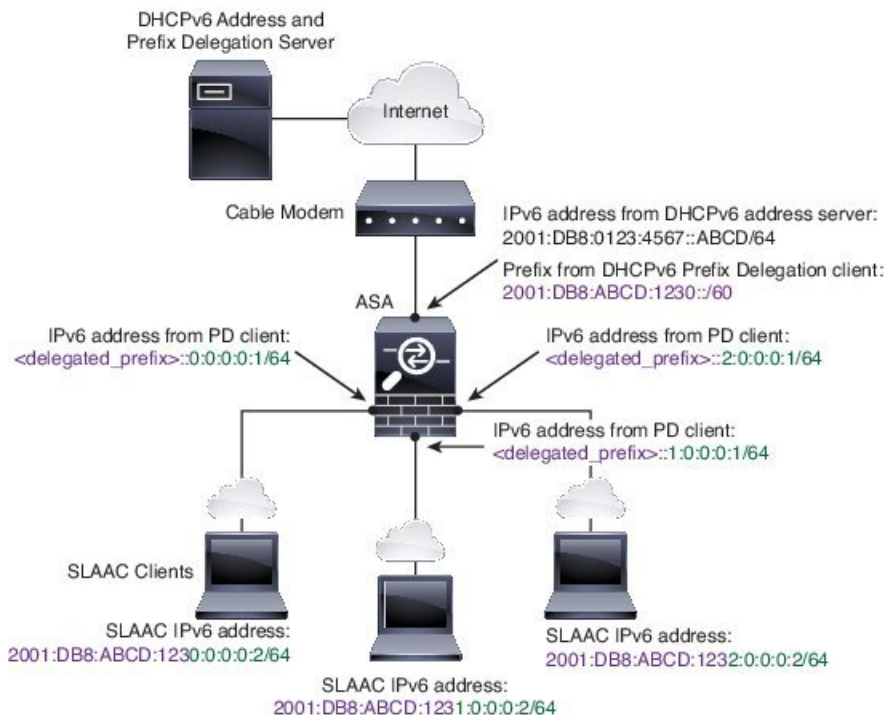 DHCPv6 Address and
Prefix Delegation Server
Internet
Cable Modem
IPv6 address from DHCPv6 address server:
2001:DB8:0123:4567::ABCD/64
Prefix from DHCPv6 Prefix Delegation client:
2001:DB8:ABCD:1230::/60
ASA
IPv6 address from PD client:
<delegated_prefix>::0:0:0:0:1/64
IPv6 address from PD client:
<delegated_prefix>::2:0:0:0:1/64
IPv6 address from PD client:
<delegated_prefix>::1:0:0:0:1/64
SLAAC Clients
SLAAC IPv6 address:
2001:DB8:ABCD:1230:0:0:0:2/64
SLAAC IPv6 address:
2001:DB8:ABCD:1231:0:0:0:2/64
SLAAC IPv6 address:
2001:DB8:ABCD:1232:0:0:0:2/64